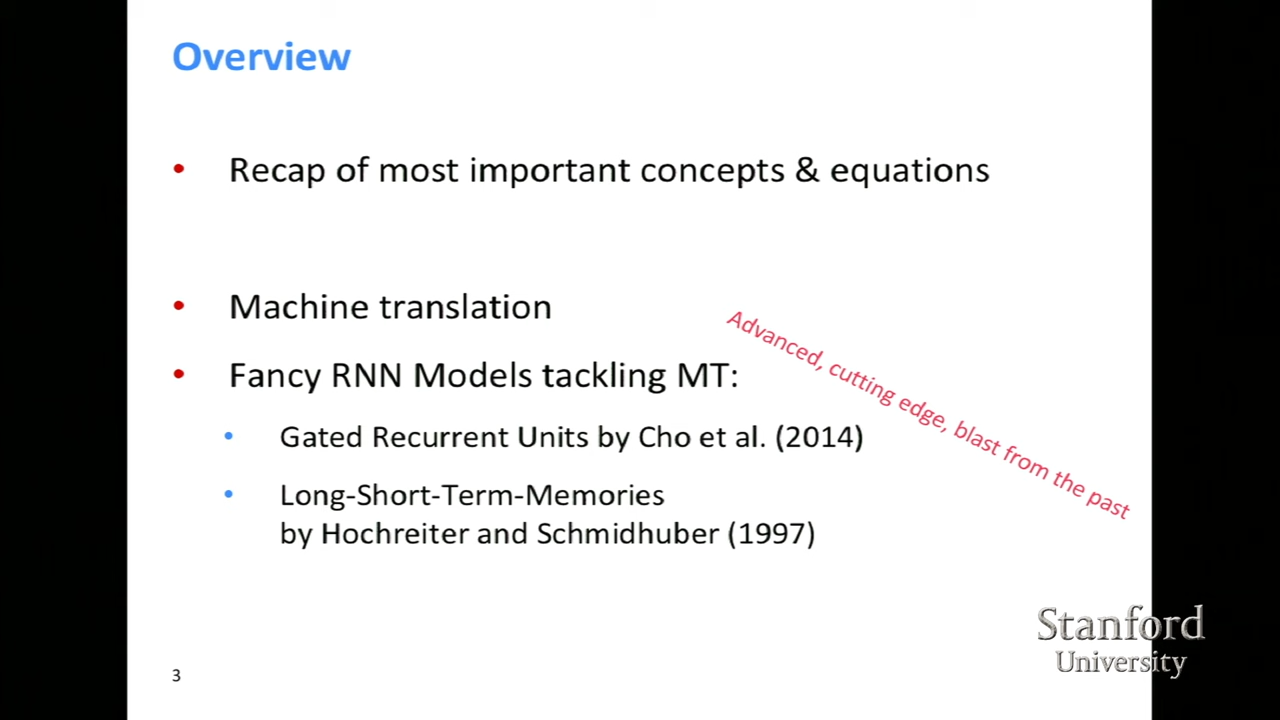 Overview
• Recap of most important concepts & equations
• Machine translation
• Fancy RNN Models tackling MT:
Advanced, cutting edge, blast from the past
• Gated Recurrent Units by Cho et al. (2014)
• Long-Short-Term-Memories
by Hochreiter and Schmidhuber (1997)
3
Stanford
University